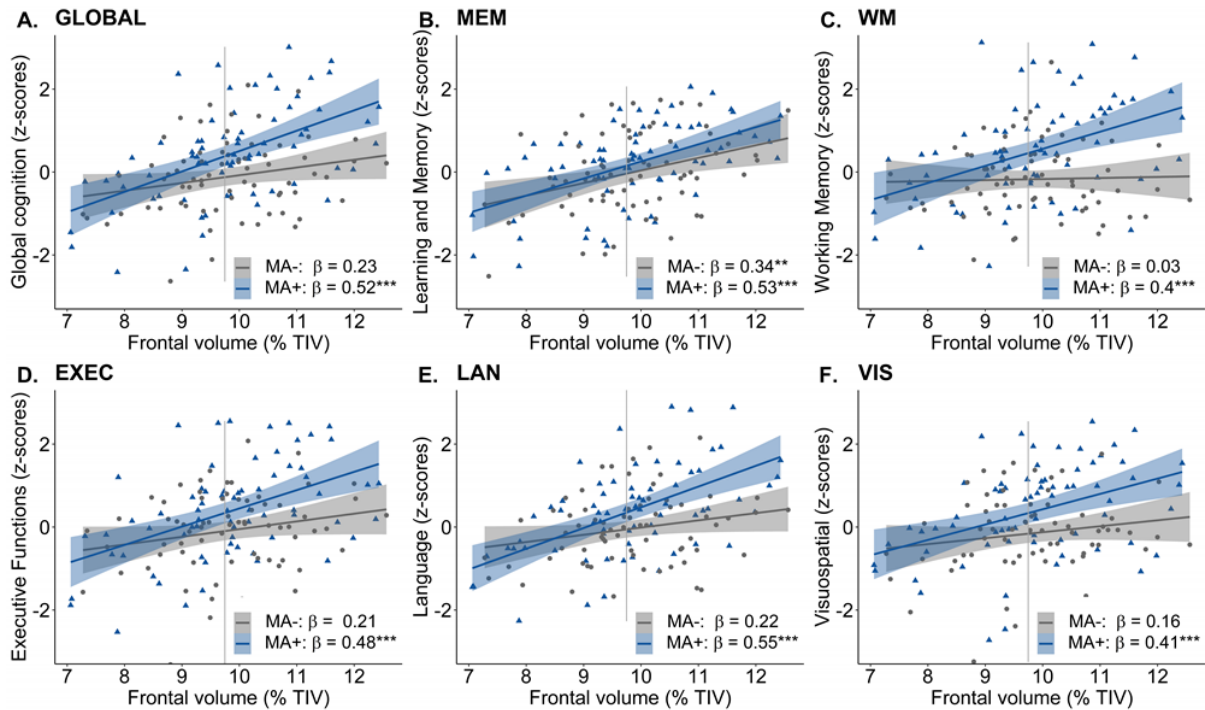 A. GLOBAL
Global cognition (z-scores)
2
0
-2
MA-: β = 0.23
MA+: β = 0.52***
7 8 9 10 11 12
Frontal volume (% TIV)
B. MEM
Learning and Memory (z-scores)
2
0
-2
MA-: β = 0.34**
MA+: β = 0.53***
7 8 9 10 11 12
Frontal volume (% TIV)
C. WM
Working Memory (z-scores)
2
0
-2
MA-: β = 0.03
MA+: β = 0.4***
7 8 9 10 11 12
Frontal volume (% TIV)
D. EXEC
Executive Functions (z-scores)
2
0
-2
MA-: β = 0.21
MA+: β = 0.48***
7 8 9 10 11 12
Frontal volume (% TIV)
E. LAN
Language (z-scores)
2
0
-2
MA-: β = 0.22
MA+: β = 0.55***
7 8 9 10 11 12
Frontal volume (% TIV)
F. VIS
Visuospatial (z-scores)
2
0
-2
MA-: β = 0.16
MA+: β = 0.41***
7 8 9 10 11 12
Frontal volume (% TIV)